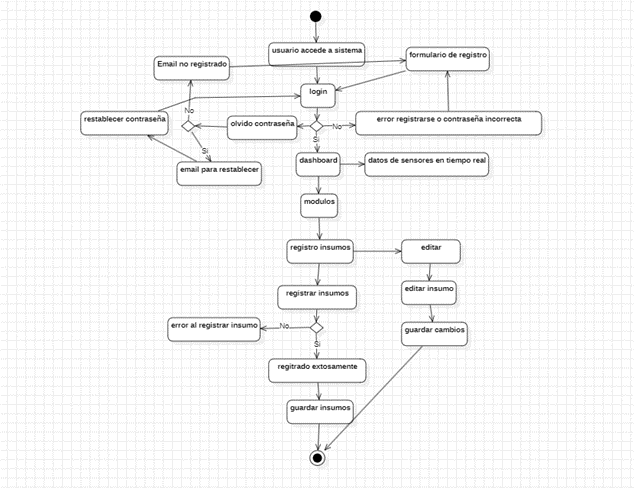 usuario accede a sistema
formulario de registro
Email no registrado
login
restablecer contraseña
No
olvido contraseña
No
error registrarse o contraseña incorrecta
Si
Si
email para restablecer
dashboard
datos de sensores en tiempo real
modulos
registro insumos
editar
registrar insumos
editar insumo
error al registrar insumo
No
guardar cambios
Si
regitrado extosamente
guardar insumos